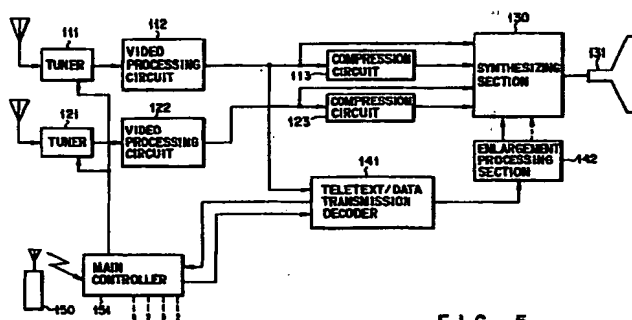 111
TUNER
112
VIDEO
PROCESSING
CIRCUIT
COMPRESSION
CIRCUIT
113
130
SYNTHESIZING
SECTION
131
121
TUNER
122
VIDEO
PROCESSING
CIRCUIT
COMPRESSION
CIRCUIT
123
141
TELETEXT/DATA
TRANSMISSION
DECODER
ENLARGEMENT
PROCESSING
SECTION
142
MAIN
CONTROLLER
150
151